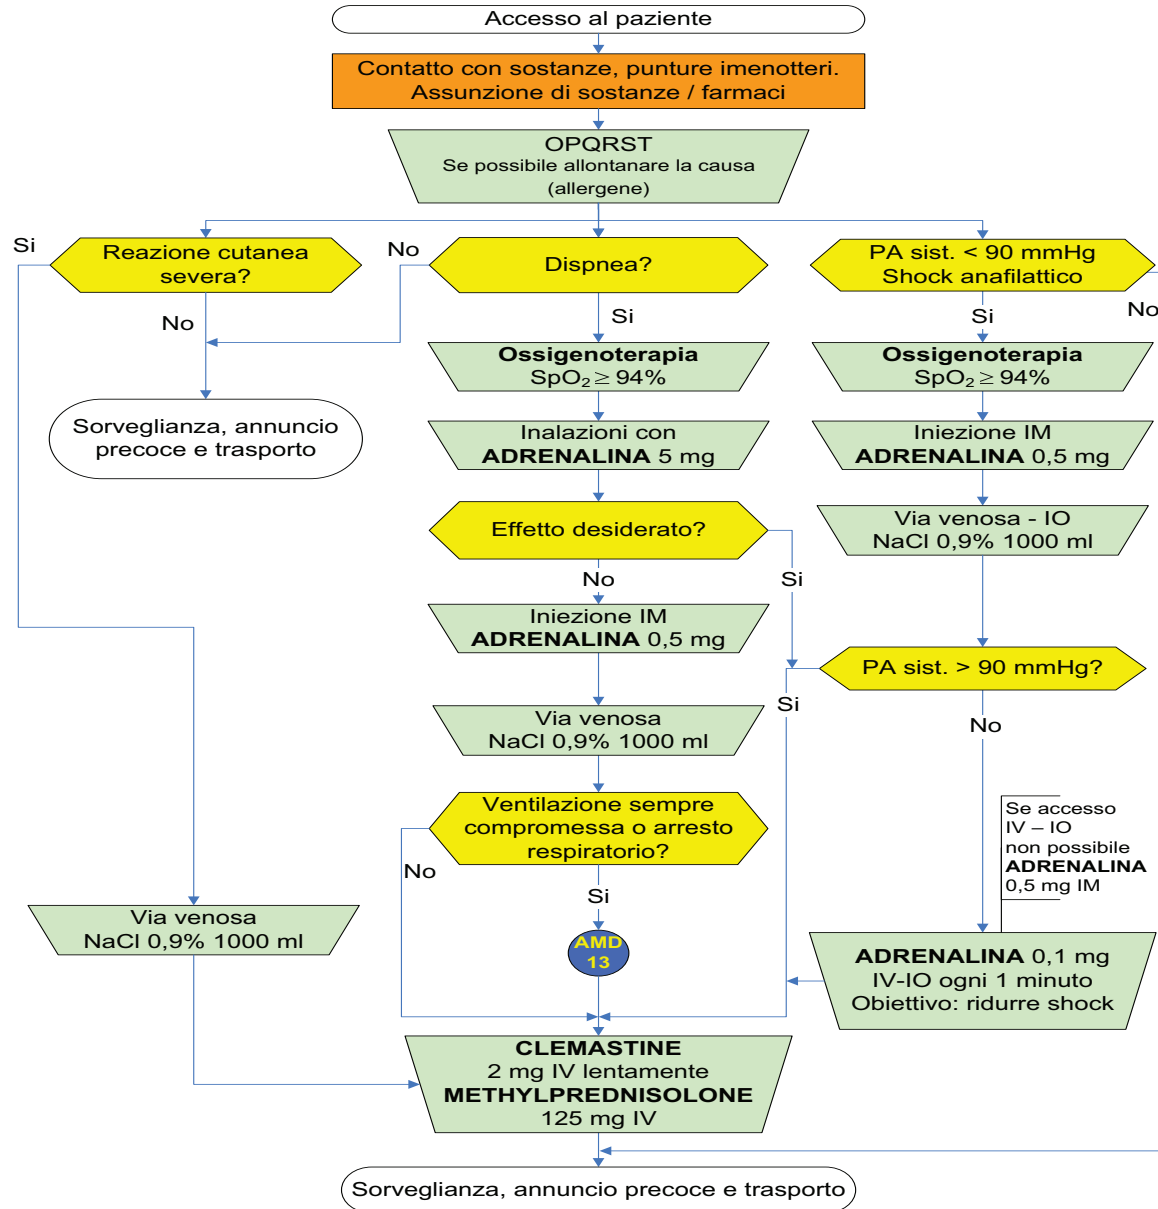 Accesso al paziente
Contatto con sostanze, punture imenotteri.
Assunzione di sostanze / farmaci
OPQRST
Se possibile allontanare la causa
(allergene)
Si
Reazione cutanea
severa?
No
No
Dispnea?
Si
PA sist. < 90 mmHg
Shock anafilattico
No
Si
Sorveglianza, annuncio
precoce e trasporto
Ossigenoterapia
SpO₂ ≥ 94%
Inalazioni con
ADRENALINA 5 mg
Effetto desiderato?
Si
No
Iniezione IM
ADRENALINA 0,5 mg
Via venosa
NaCl 0,9% 1000 ml
Ventilazione sempre
compromessa o arresto
respiratorio?
No
Si
AMD
13
Ossigenoterapia
SpO₂ ≥ 94%
Iniezione IM
ADRENALINA 0,5 mg
Via venosa - IO
NaCl 0,9% 1000 ml
PA sist. > 90 mmHg?
Si
No
Se accesso
IV – IO
non possibile
ADRENALINA
0,5 mg IM
ADRENALINA 0,1 mg
IV-IO ogni 1 minuto
Obiettivo: ridurre shock
Via venosa
NaCl 0,9% 1000 ml
CLEMASTINE
2 mg IV lentamente
METHYLPREDNISOLONE
125 mg IV
Sorveglianza, annuncio precoce e trasporto